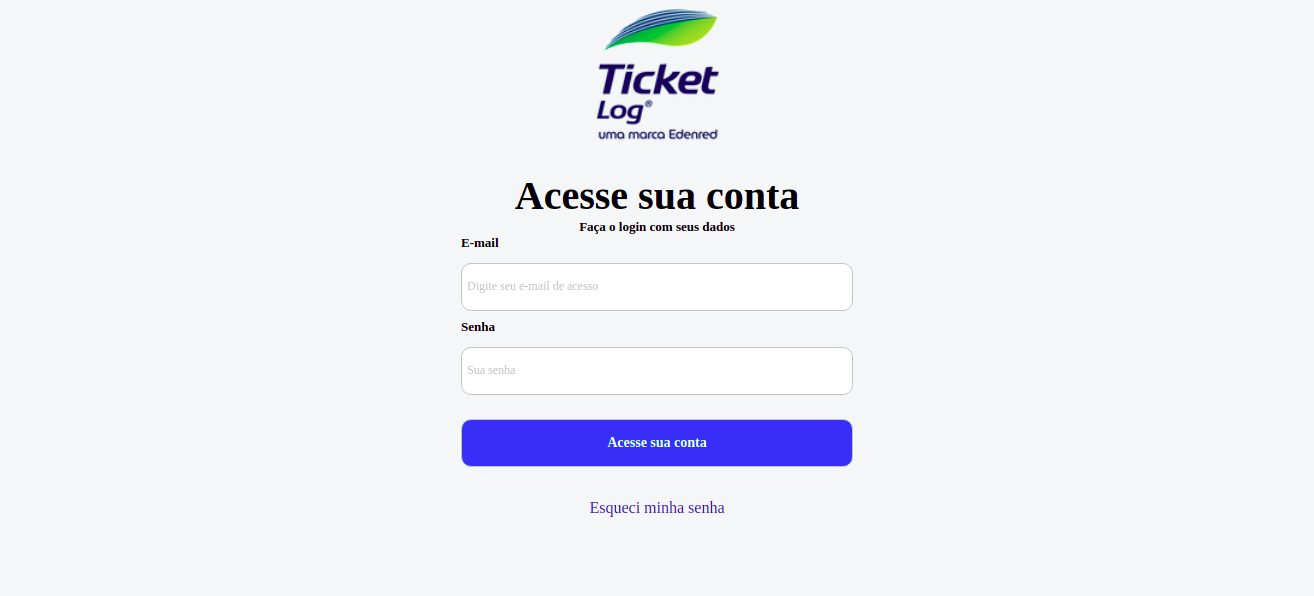 Ticket
Log®
uma marca Edenred
Acesse sua conta
Faça o login com seus dados
E-mail
Digite seu e-mail de acesso
Senha
Sua senha
Acesse sua conta
Esqueci minha senha